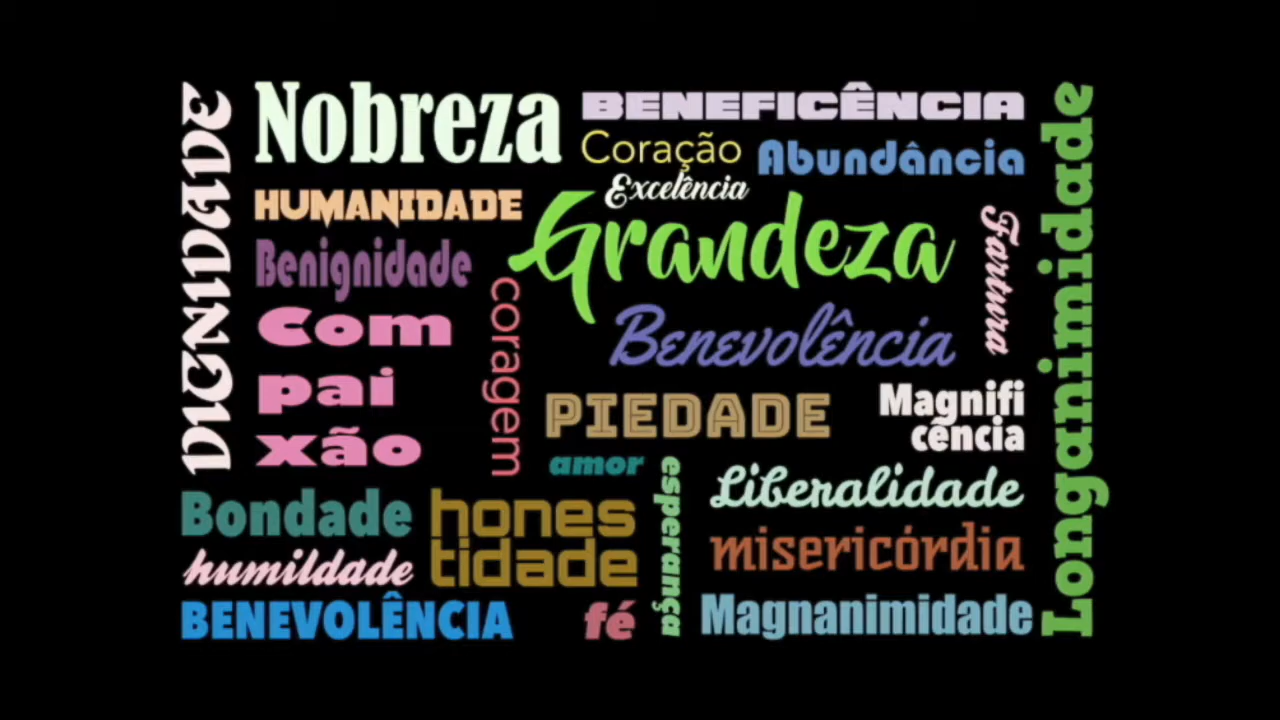 DIGNIDADE
Nobreza
BENEFICÊNCIA
Coração
Abundância
Excelência
HUMANIDADE
Grandeza
Benignidade
Fartura
Longanimidade
Com
pai
xão
coragem
Benevolência
PIEDADE
Magnifi
cência
amor
esperança
Liberalidade
Bondade
hones
tidade
misericórdia
humildade
BENEVOLÊNCIA
fé
Magnanimidade